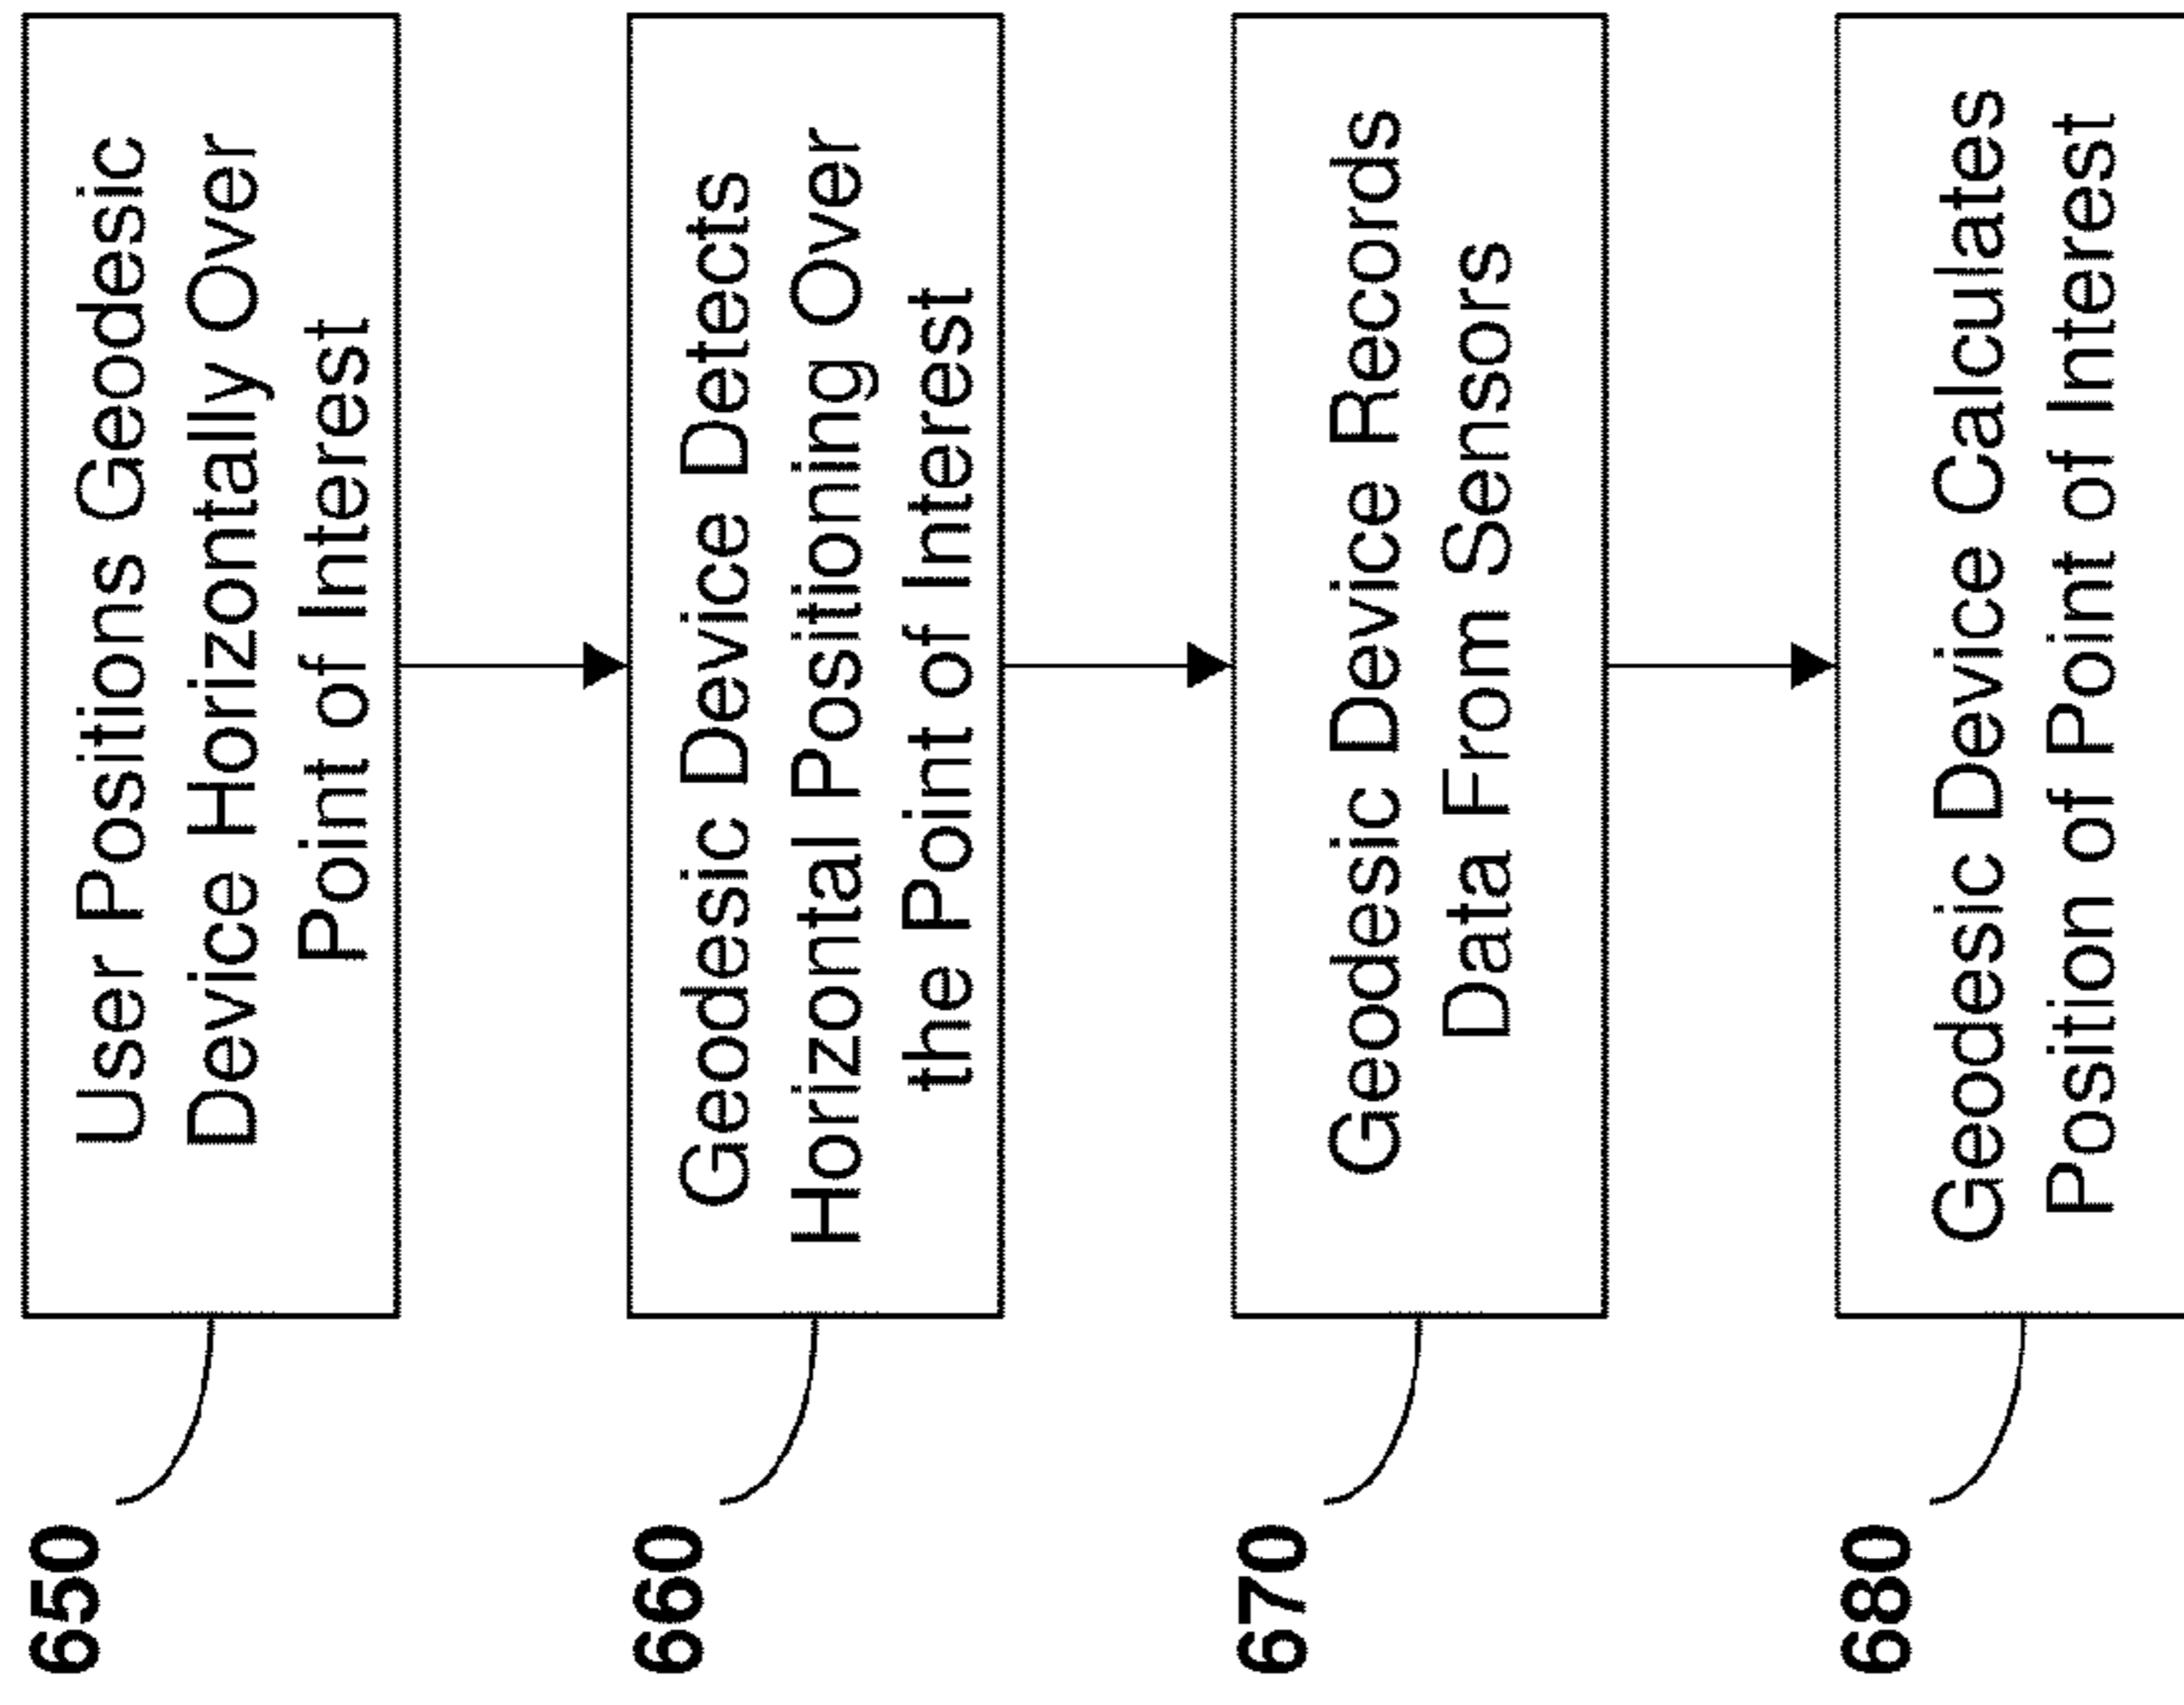 650
User Positions Geodesic
Device Horizontally Over
Point of Interest
660
Geodesic Device Detects
Horizontal Positioning Over
the Point of Interest
670
Geodesic Device Records
Data From Sensors
680
Geodesic Device Calculates
Position of Point of Interest